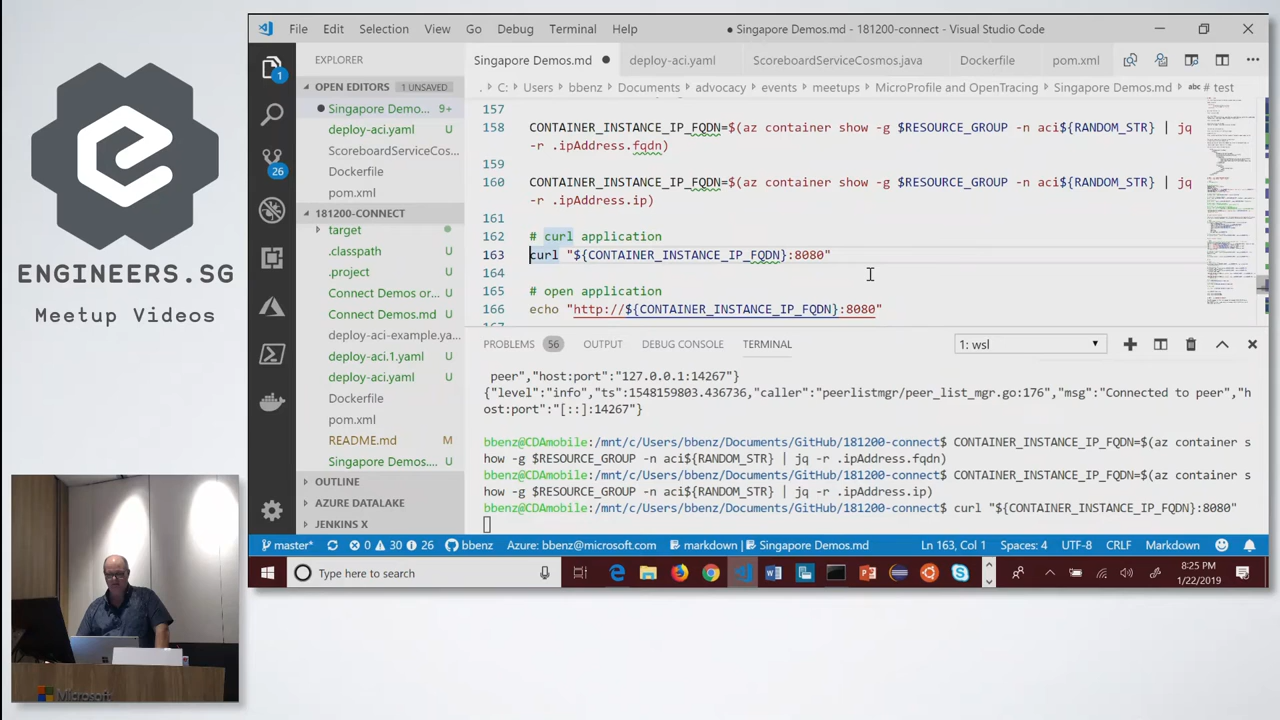 ENGINEERS.SG
Meetup Videos
Microsoft
File Edit Selection View Go Debug Terminal Help
● Singapore Demos.md - 181200-connect - Visual Studio Code
EXPLORER
OPEN EDITORS 1 UNSAVED
Singapore Demo... 9+
deploy-aci.yaml U
ScoreboardServiceCos...
Dockerfile
pom.xml
181200-CONNECT
target
.classpath
.project U
Connect Demos.md U
Connect Demos.md U
deploy-aci-example.ya...
deploy-aci.1.yaml U
deploy-aci.yaml U
Dockerfile
pom.xml
README.md M
Singapore Demos.... U
OUTLINE
AZURE DATALAKE
JENKINS X
1
26
Singapore Demos.md ● deploy-aci.yaml ScoreboardServiceCosmos.java Dockerfile pom.xml
. › C: › Users › bbenz › Documents › advocacy › events › meetups › MicroProfile and OpenTracing › Singapore Demos.md › # test
157
158 CONTAINER_INSTANCE_IP_FQDN=$(az container show -g $RESOURCE_GROUP -n aci${RANDOM_STR} | jq
-r .ipAddress.fqdn)
159
160 CONTAINER_INSTANCE_IP_FQDN=$(az container show -g $RESOURCE_GROUP -n aci${RANDOM_STR} | jq
-r .ipAddress.ip)
161
162 # curl application
163 curl "${CONTAINER_INSTANCE_IP_FQDN}:8080"
164
165 # open application
166 echo "http://${CONTAINER_INSTANCE_IP_FQDN}:8080"
PROBLEMS 56 OUTPUT DEBUG CONSOLE TERMINAL 1: wsl
peer","host:port":"127.0.0.1:14267"}
{"level":"info","ts":1548159803.436736,"caller":"peerlistmgr/peer_list_mgr.go:176","msg":"Connected to peer","h
ost:port":"[::]:14267"}
bbenz@CDAmobile:/mnt/c/Users/bbenz/Documents/GitHub/181200-connect$ CONTAINER_INSTANCE_IP_FQDN=$(az container s
how -g $RESOURCE_GROUP -n aci${RANDOM_STR} | jq -r .ipAddress.fqdn)
bbenz@CDAmobile:/mnt/c/Users/bbenz/Documents/GitHub/181200-connect$ CONTAINER_INSTANCE_IP_FQDN=$(az container s
how -g $RESOURCE_GROUP -n aci${RANDOM_STR} | jq -r .ipAddress.ip)
bbenz@CDAmobile:/mnt/c/Users/bbenz/Documents/GitHub/181200-connect$ curl "${CONTAINER_INSTANCE_IP_FQDN}:8080"
master* 0 30 26 bbenz Azure: bbenz@microsoft.com markdown | Singapore Demos.md Ln 163, Col 1 Spaces: 4 UTF-8 CRLF Markdown
Type here to search
8:25 PM
1/22/2019